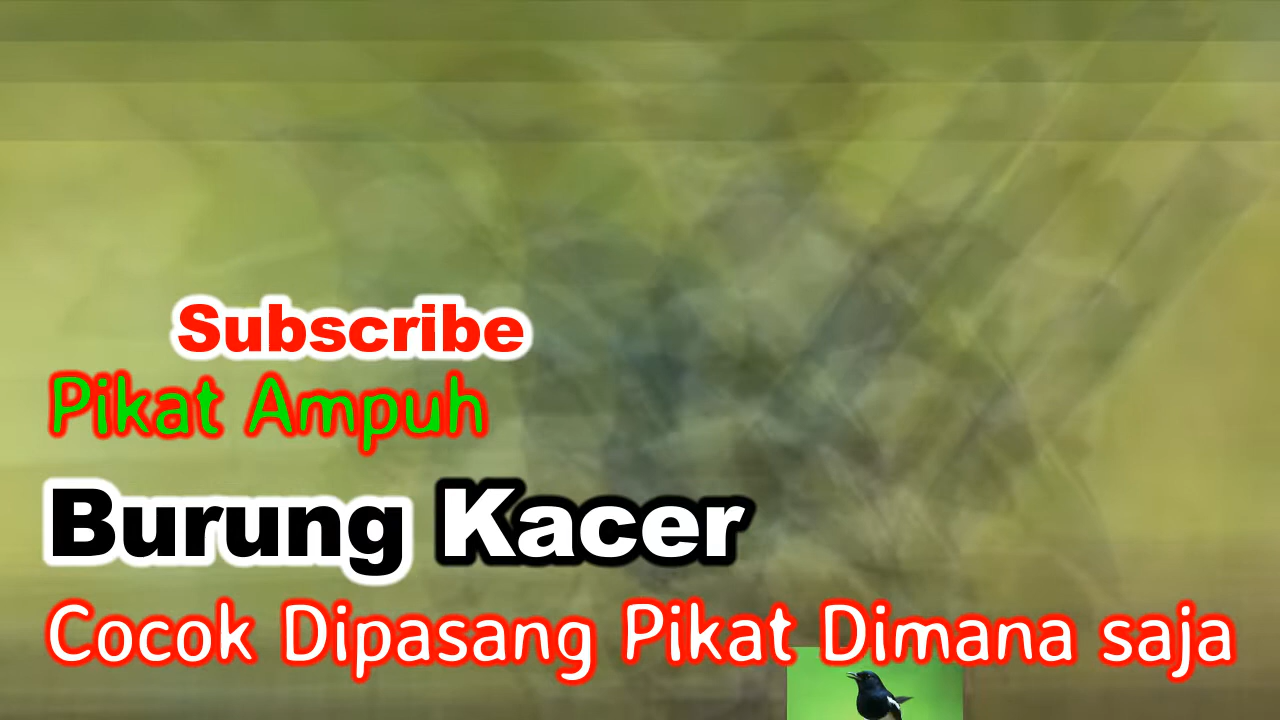 Subscribe
Pikat Ampuh
Burung Kacer
Cocok Dipasang Pikat Dimana saja